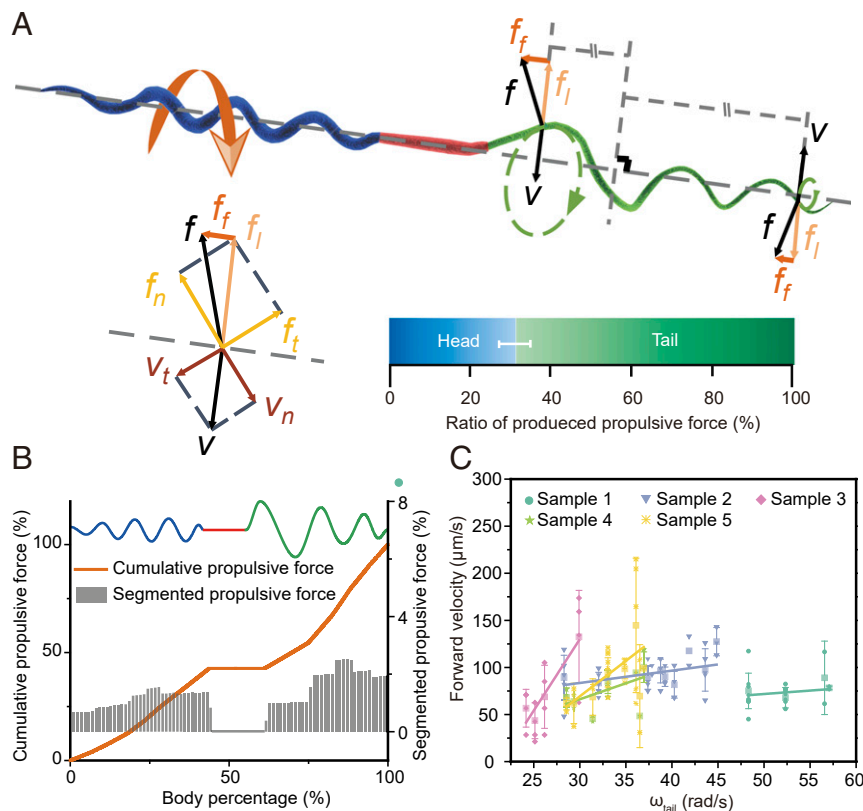 A
f_f
f
f_l
v
v
f
f_l
f_f
f_f
f
f_l
f_n
f_t
v_t
v_n
v
Head
Tail
0 20 40 60 80 100
Ratio of produeced propulsive force (%)
B
Cumulative propulsive force (%)
100
50
0
Cumulative propulsive force
Segmented propulsive force
8
4
0
Segmented propulsive force (%)
0 50 100
Body percentage (%)
C
Forward velocity (μm/s)
300
250
200
150
100
50
0
Sample 1 Sample 2 Sample 3
Sample 4 Sample 5
25 30 35 40 45 50 55 60
ω_tail (rad/s)